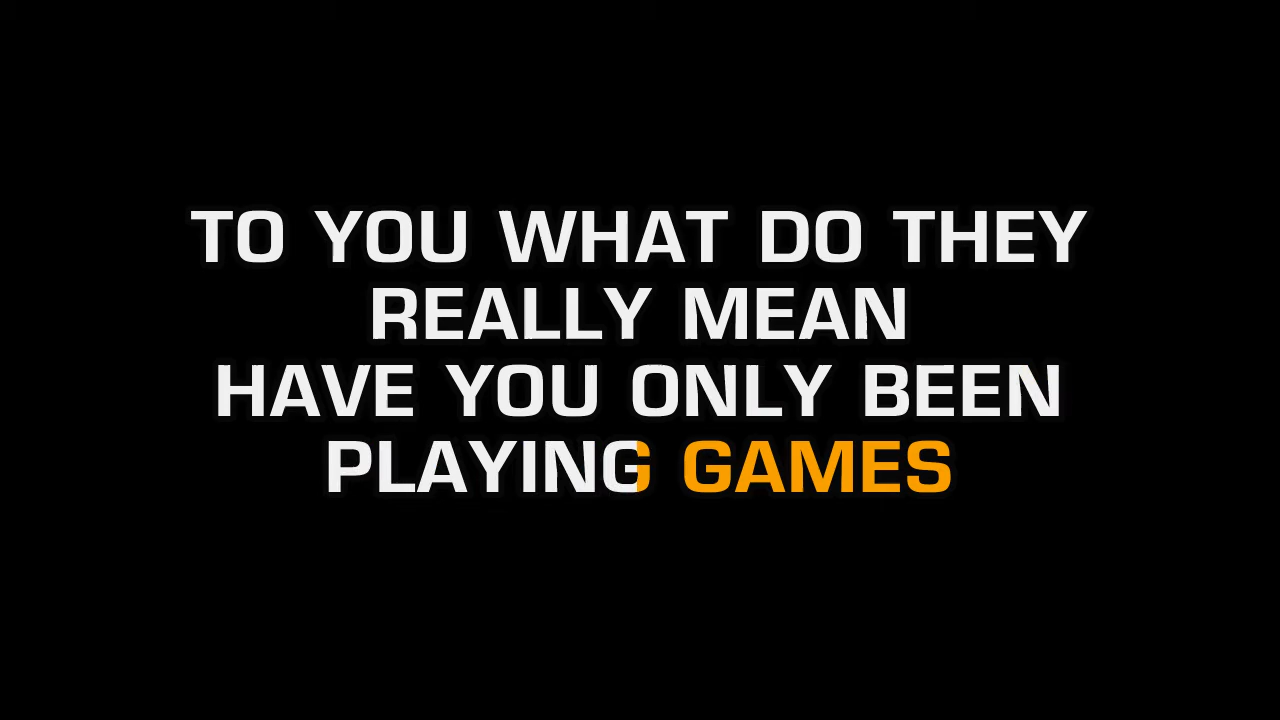 TO YOU WHAT DO THEY
REALLY MEAN
HAVE YOU ONLY BEEN
PLAYING GAMES